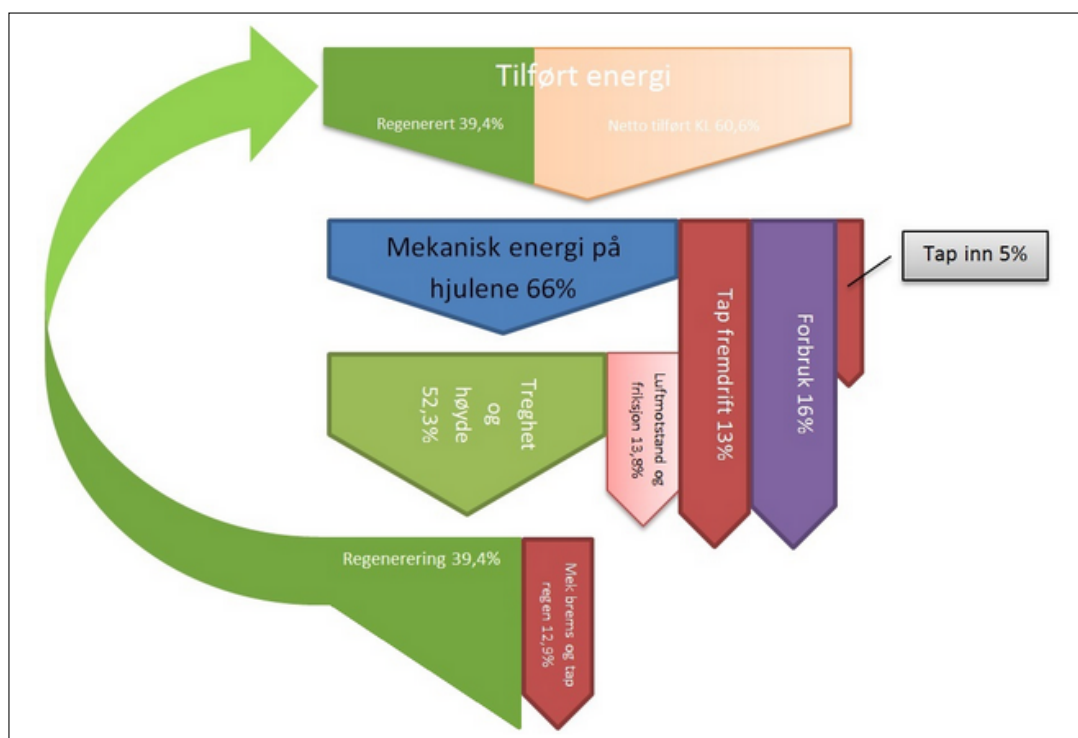 Tilført energi
Regenerert 39,4%
Netto tilført KL 60,6%
Mekanisk energi på
hjulene 66%
Tap fremdrift 13%
Forbruk 16%
Tap inn 5%
Treghet
og
høyde
52,3%
Luftmotstand og
friksjon 13,8%
Regenerering 39,4%
Mek brems og tap
regen 12,9%